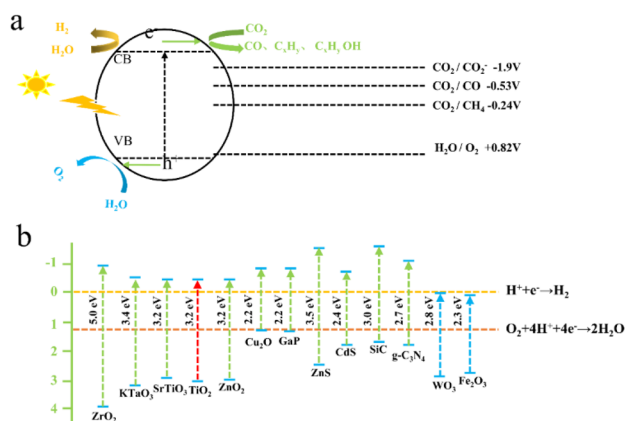 a
H₂
H₂O
e⁻
CO₂
CO、CₓHᵧ、CₓHᵧOH
CB
CO₂ / CO₂⁻ -1.9V
CO₂ / CO -0.53V
CO₂ / CH₄ -0.24V
VB
h⁺
H₂O / O₂ +0.82V
O₂
H₂O
b
-1
0
1
2
3
4
5.0 eV
3.4 eV
3.2 eV
3.2 eV
3.2 eV
2.2 eV
2.2 eV
3.5 eV
2.4 eV
3.0 eV
2.7 eV
2.8 eV
2.3 eV
H⁺+e⁻→H₂
O₂+4H⁺+4e⁻→2H₂O
ZrO₂
KTaO₃
SrTiO₃
TiO₂
ZnO₂
Cu₂O
GaP
ZnS
CdS
SiC
g-C₃N₄
WO₃
Fe₂O₃